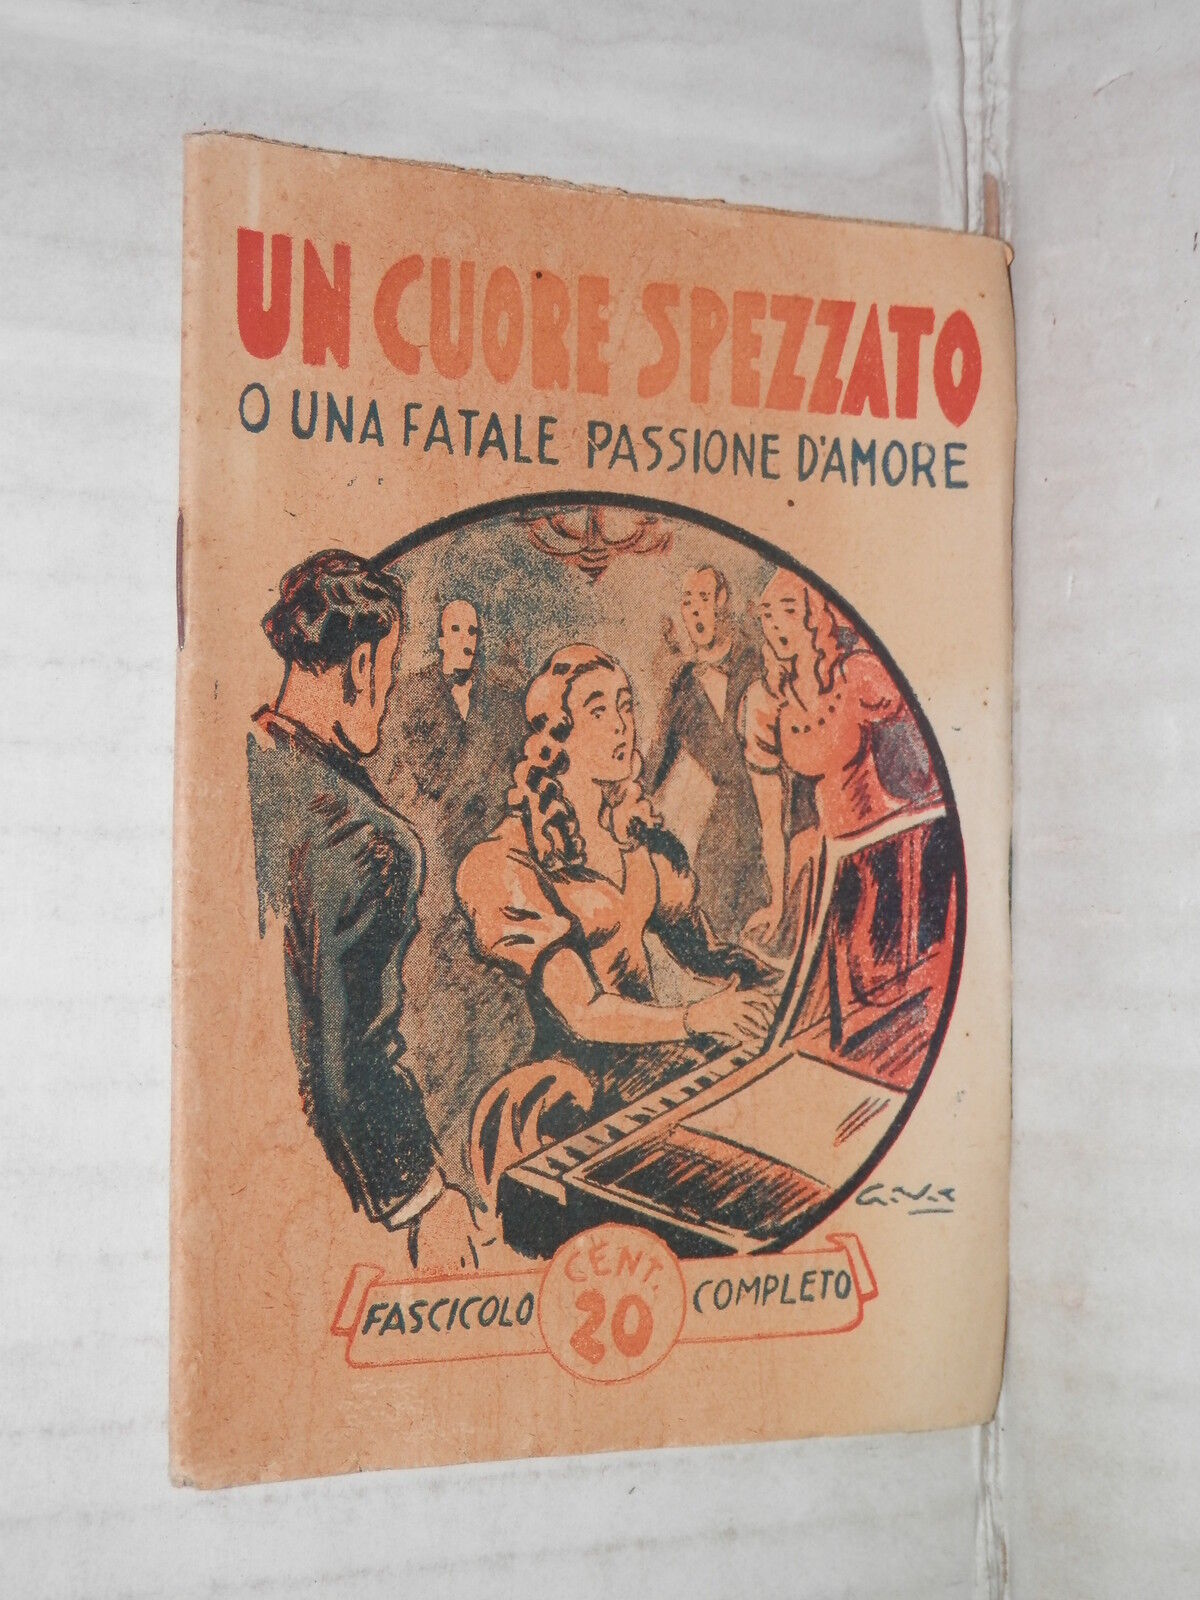 UN CUORE SPEZZATO
O UNA FATALE PASSIONE D'AMORE
FASCICOLO CENT. 20 COMPLETO